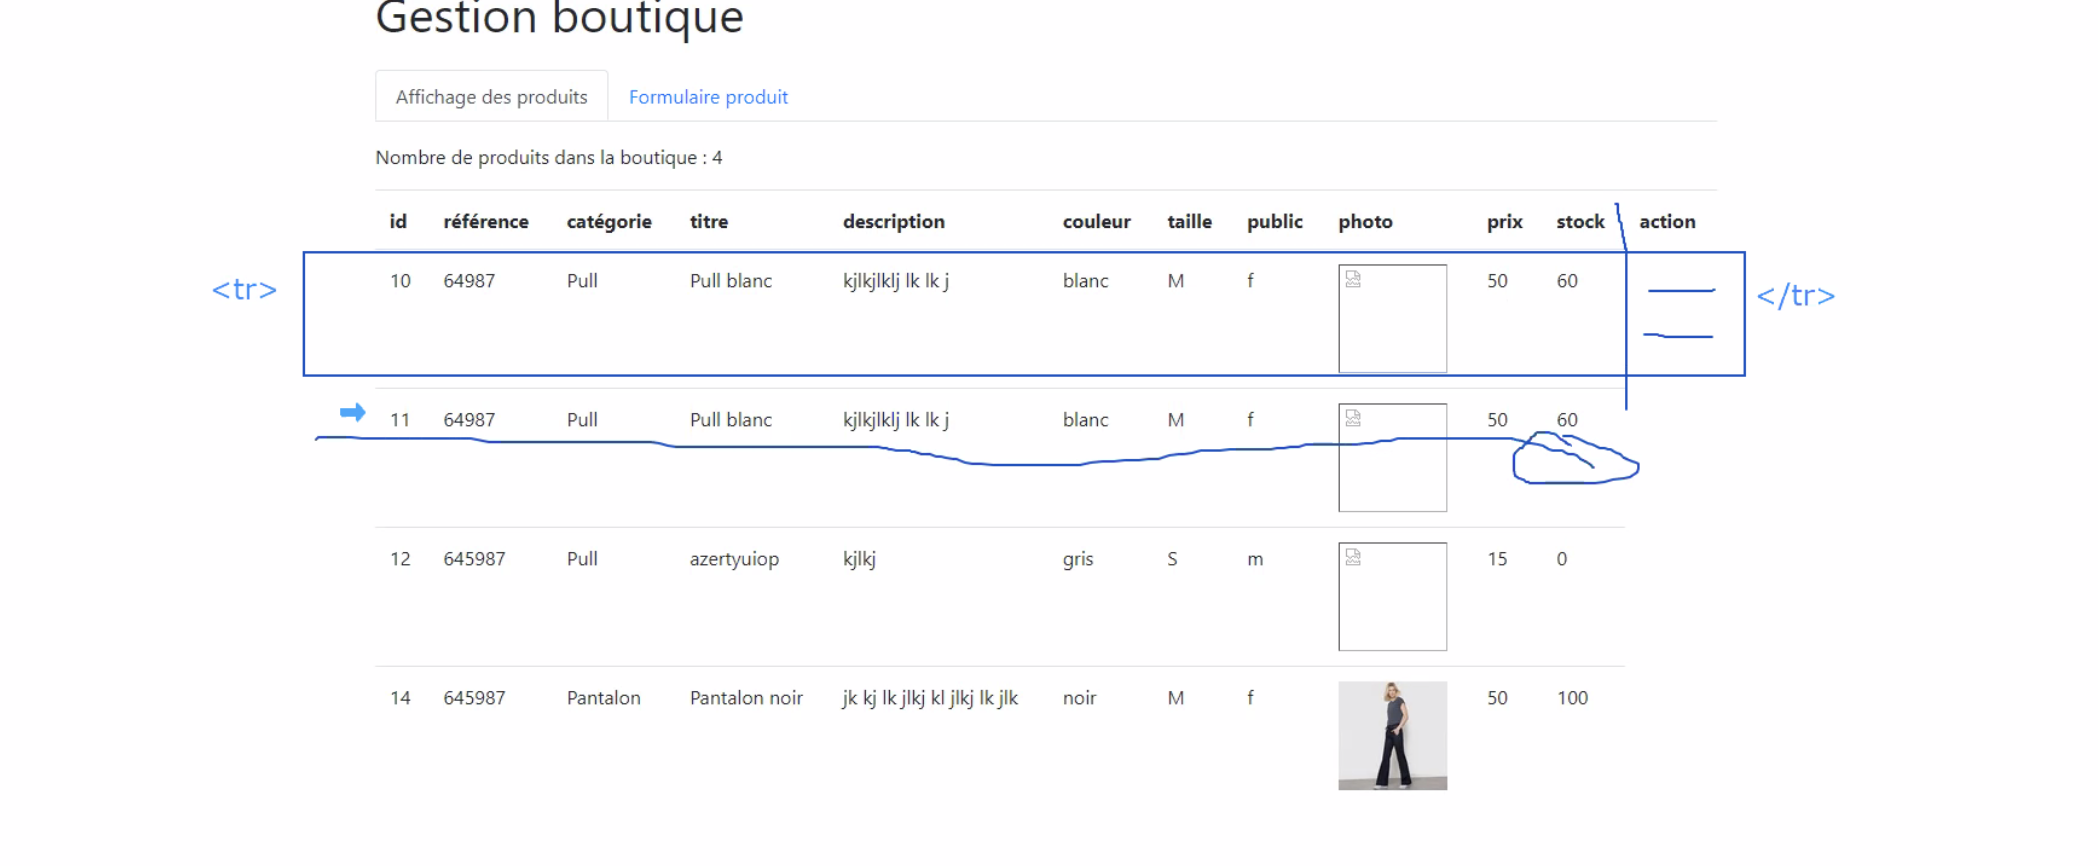 Gestion boutique
Affichage des produits Formulaire produit
Nombre de produits dans la boutique : 4
id référence catégorie titre description couleur taille public photo prix stock action
<tr> 10 64987 Pull Pull blanc kjlkjlklj lk lk j blanc M f 50 60 </tr>
11 64987 Pull Pull blanc kjlkjlklj lk lk j blanc M f 50 60
12 645987 Pull azertyuiop kjlkj gris S m 15 0
14 645987 Pantalon Pantalon noir jk kj lk jlkj kl jlkj lk jlk noir M f 50 100